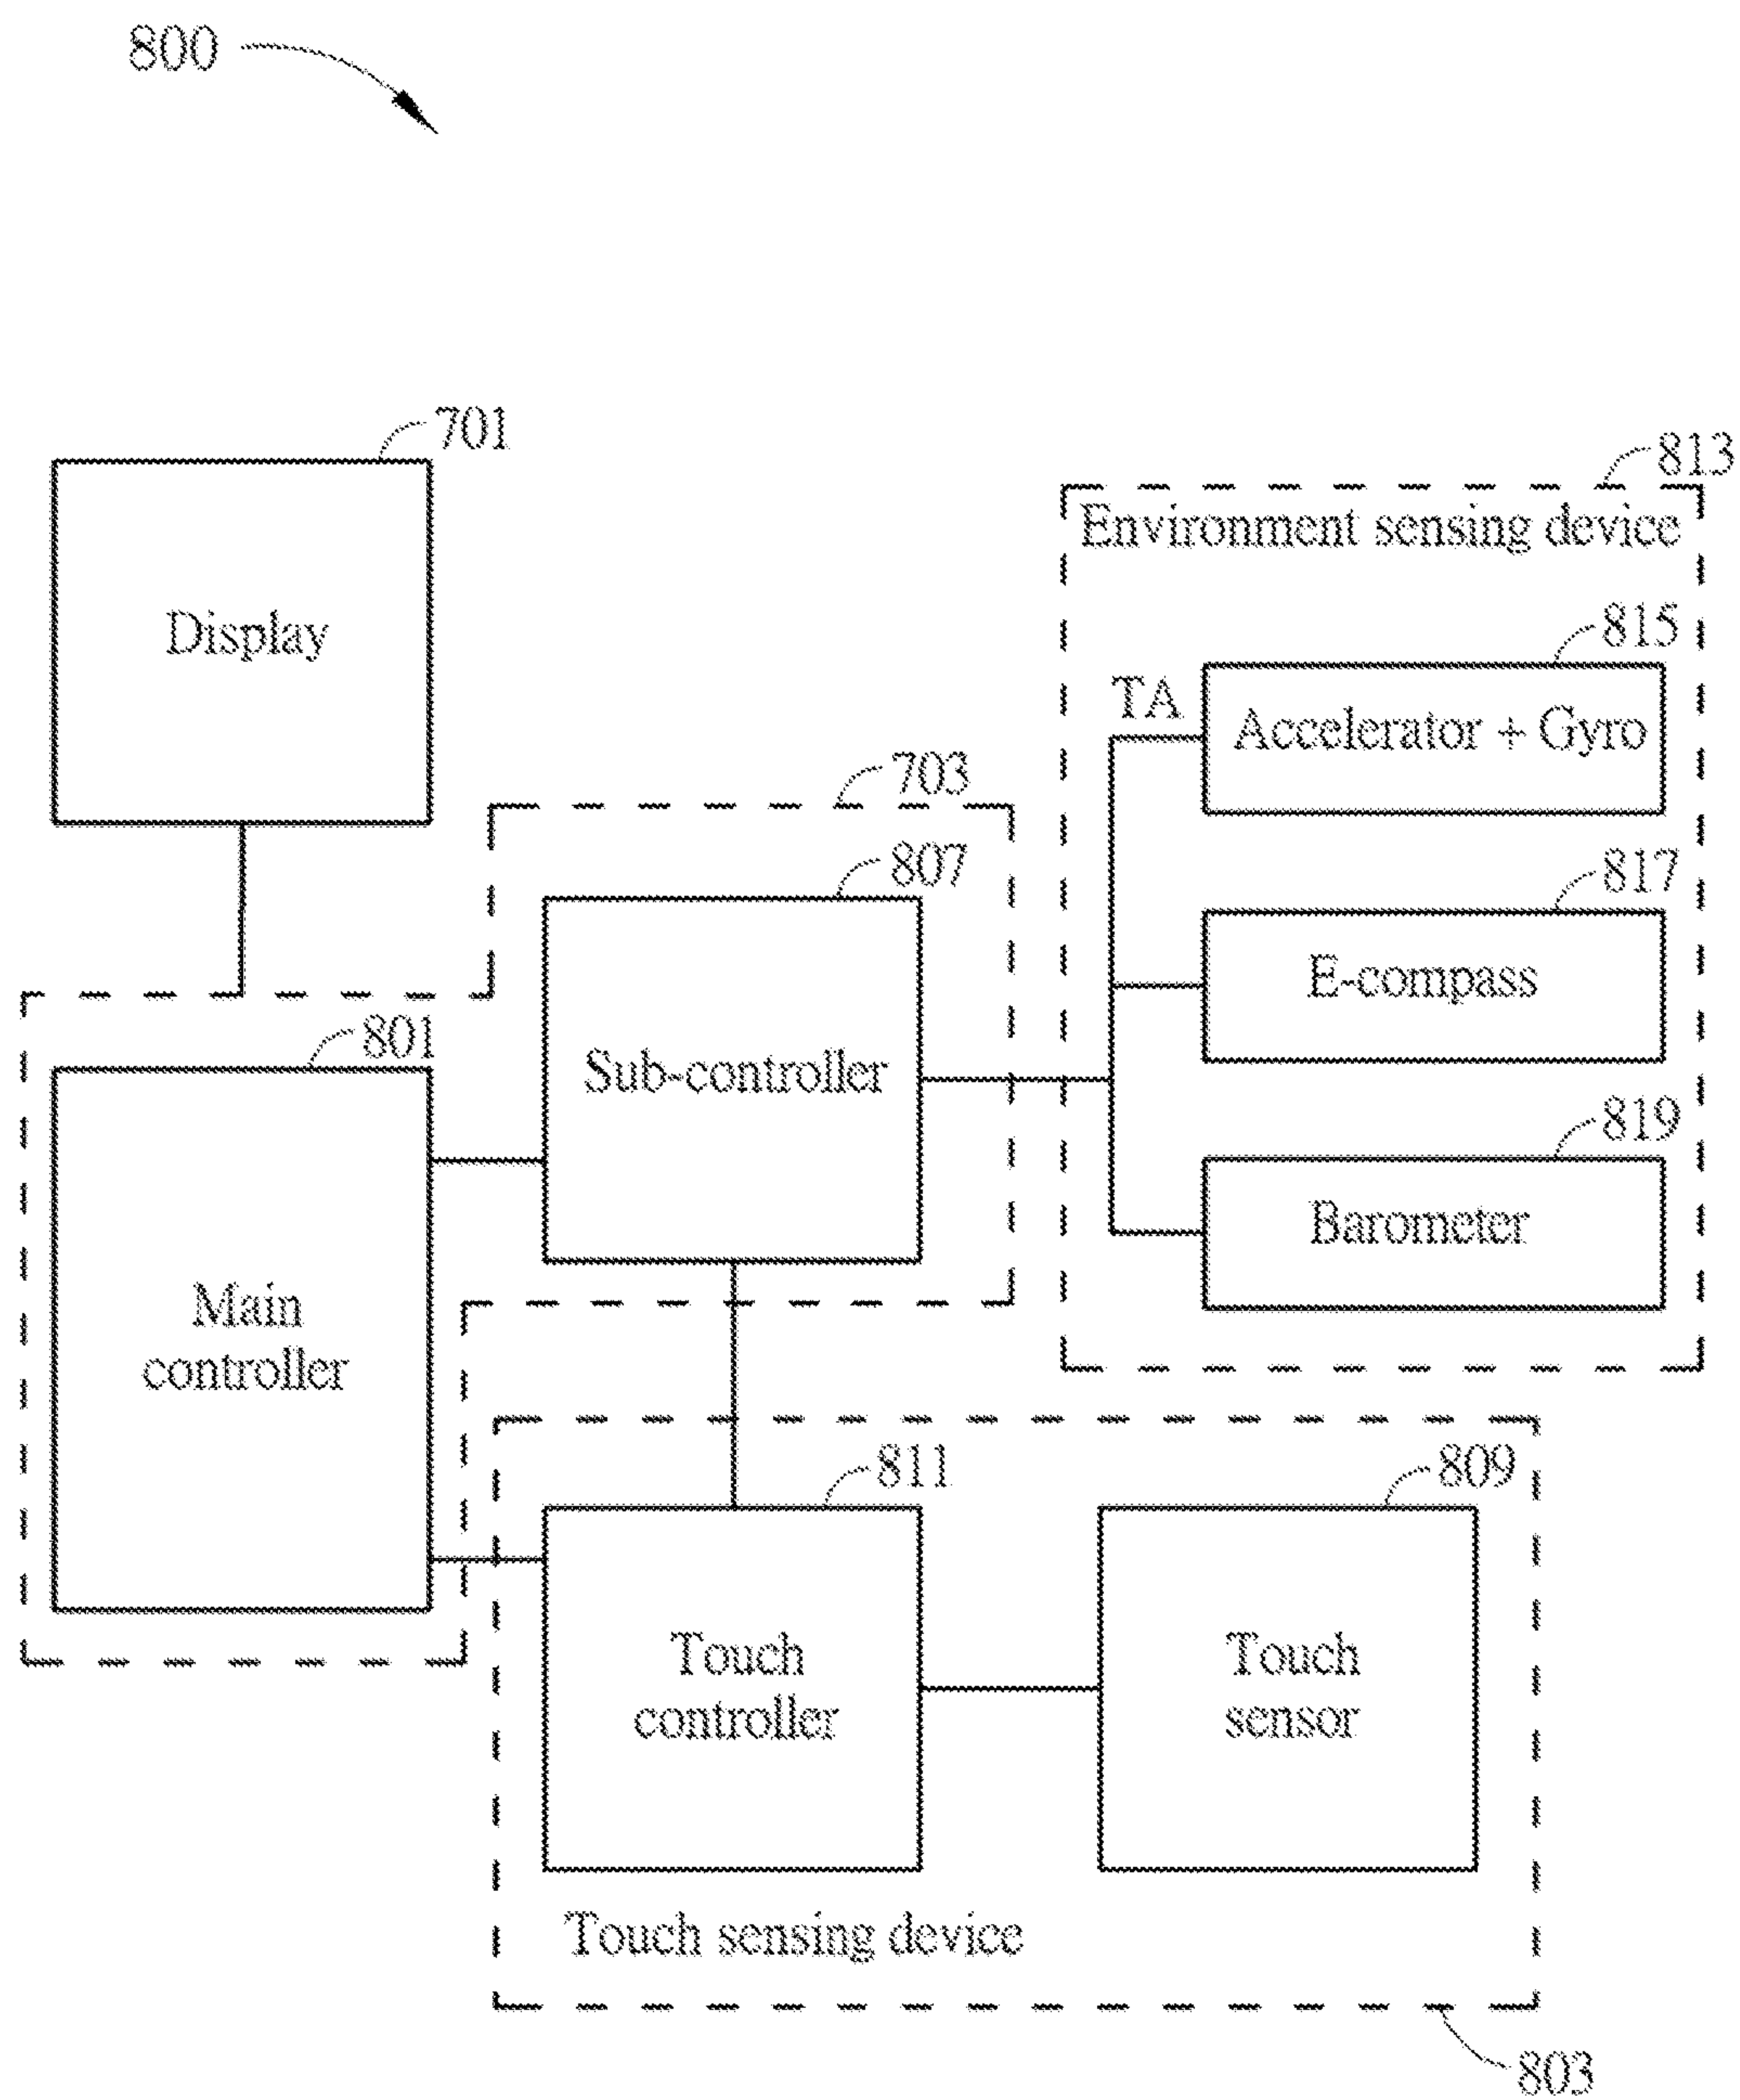 800
701
Display
813
Environment sensing device
815
TA
Accelerator + Gyro
703
807
817
E-compass
801
Sub-controller
819
Barometer
Main
controller
811
809
Touch
controller
Touch
sensor
Touch sensing device
803